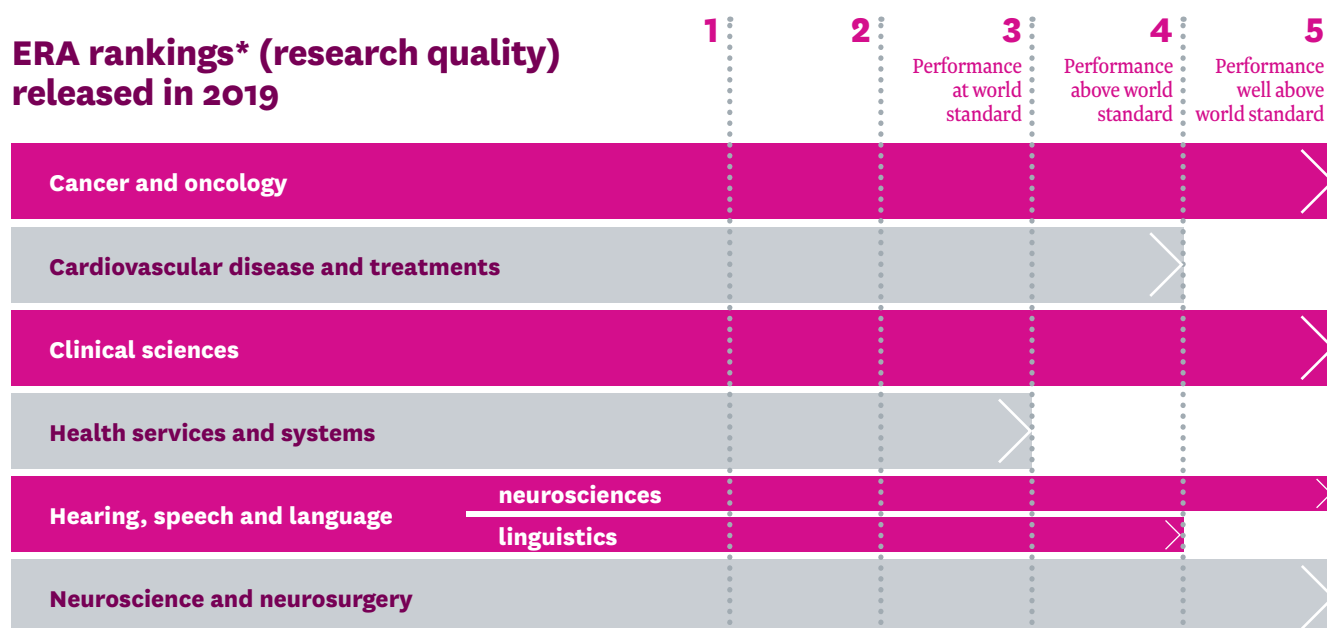 ERA rankings* (research quality)
released in 2019
1
2
3
Performance
at world
standard
4
Performance
above world
standard
5
Performance
well above
world standard
Cancer and oncology
Cardiovascular disease and treatments
Clinical sciences
Health services and systems
Hearing, speech and language
neurosciences
linguistics
Neuroscience and neurosurgery